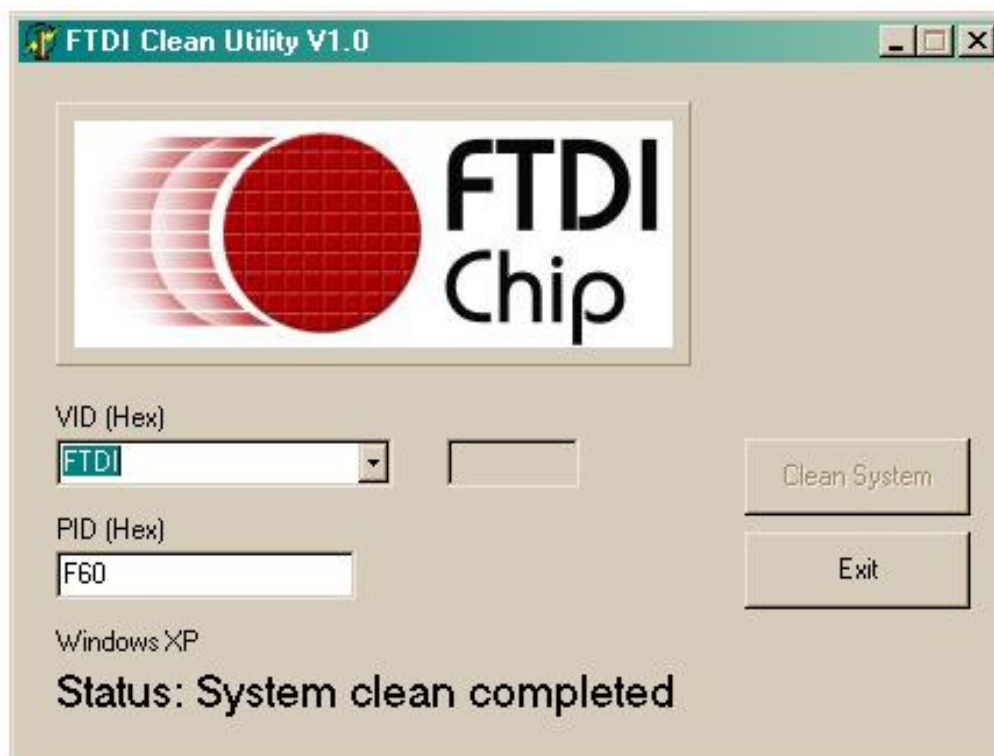 FTDI Clean Utility V1.0
FTDI
Chip
VID (Hex)
FTDI
Clean System
PID (Hex)
F60
Exit
Windows XP
Status: System clean completed